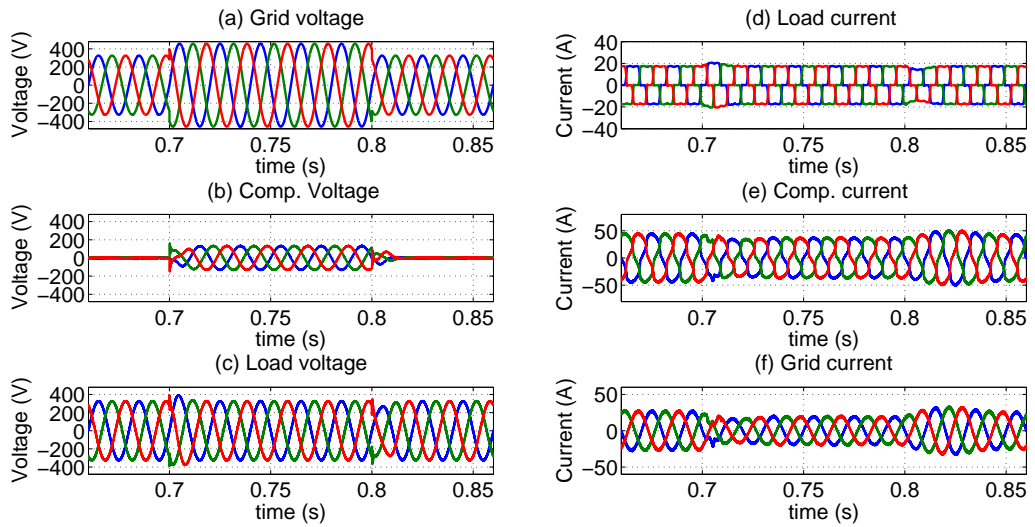 (a) Grid voltage
Voltage (V)
400
200
0
−200
−400
0.7
0.75
0.8
0.85
time (s)
(b) Comp. Voltage
Voltage (V)
400
200
0
−200
−400
0.7
0.75
0.8
0.85
time (s)
(c) Load voltage
Voltage (V)
400
200
0
−200
−400
0.7
0.75
0.8
0.85
time (s)
(d) Load current
Current (A)
40
20
0
−20
−40
0.7
0.75
0.8
0.85
time (s)
(e) Comp. current
Current (A)
50
0
−50
0.7
0.75
0.8
0.85
time (s)
(f) Grid current
Current (A)
50
0
−50
0.7
0.75
0.8
0.85
time (s)